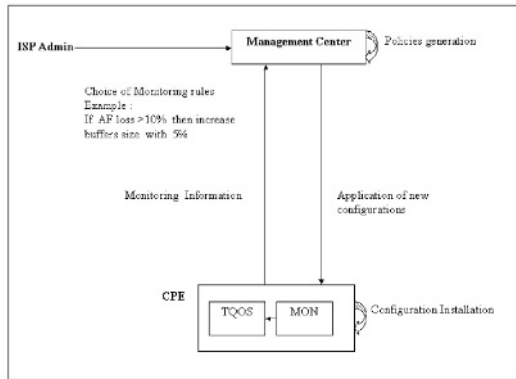 ISP Admin
Management Center
Policies generation
Choice of Monitoring rules
Example :
If AF loss >10% then increase
buffers size with 5%
Monitoring Information
Application of new
configurations
CPE
TQOS
MON
Configuration Installation